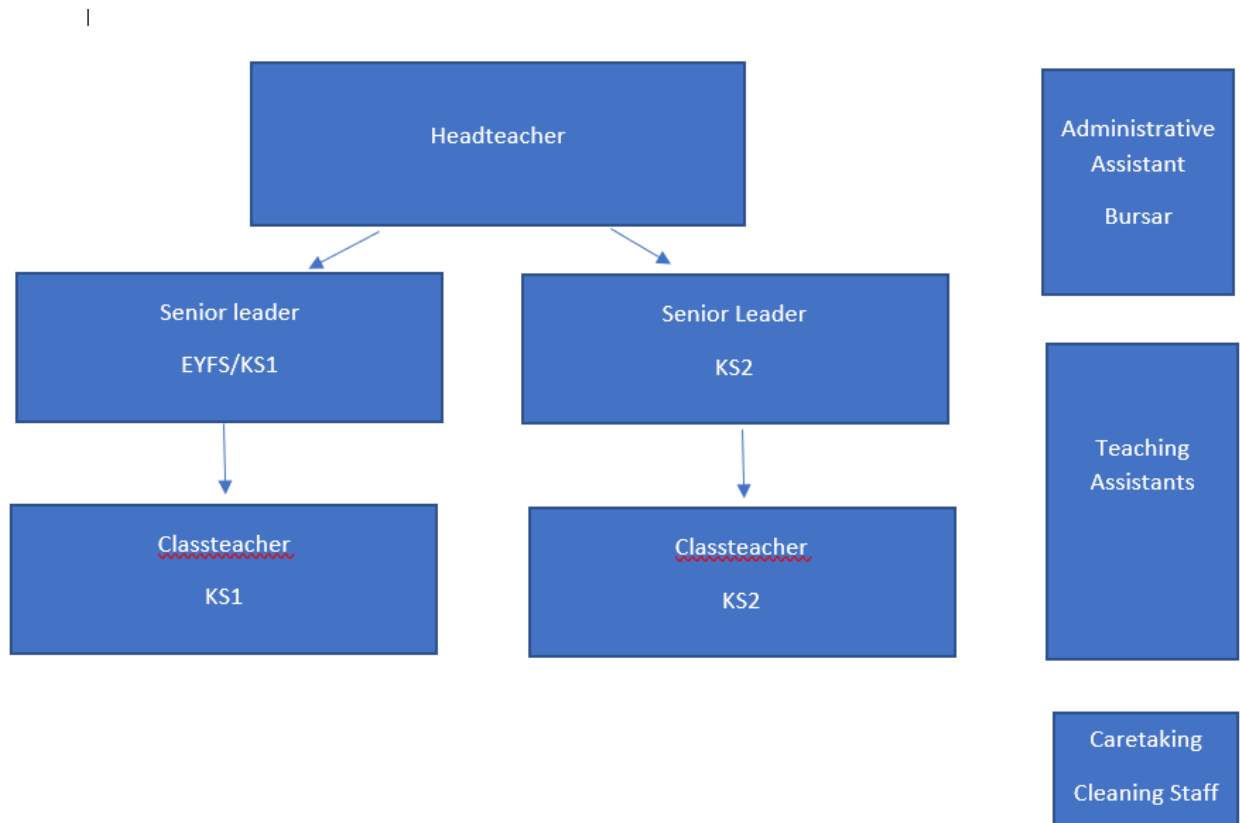 Headteacher
Administrative
Assistant
Bursar
Senior leader
EYFS/KS1
Senior Leader
KS2
Teaching
Assistants
Classteacher
KS1
Classteacher
KS2
Caretaking
Cleaning Staff